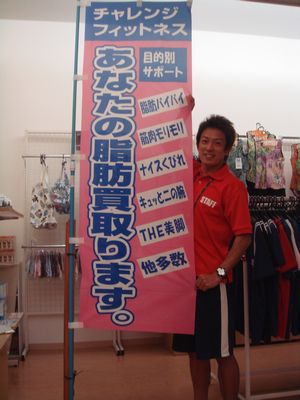 チャレンジ
フィットネス
目的別
サポート
あなたの脂肪買取ります。
脂肪バイバイ
筋肉モリモリ
ナイスくびれ
キュッと二の腕
THE美脚
他多数
STAFF